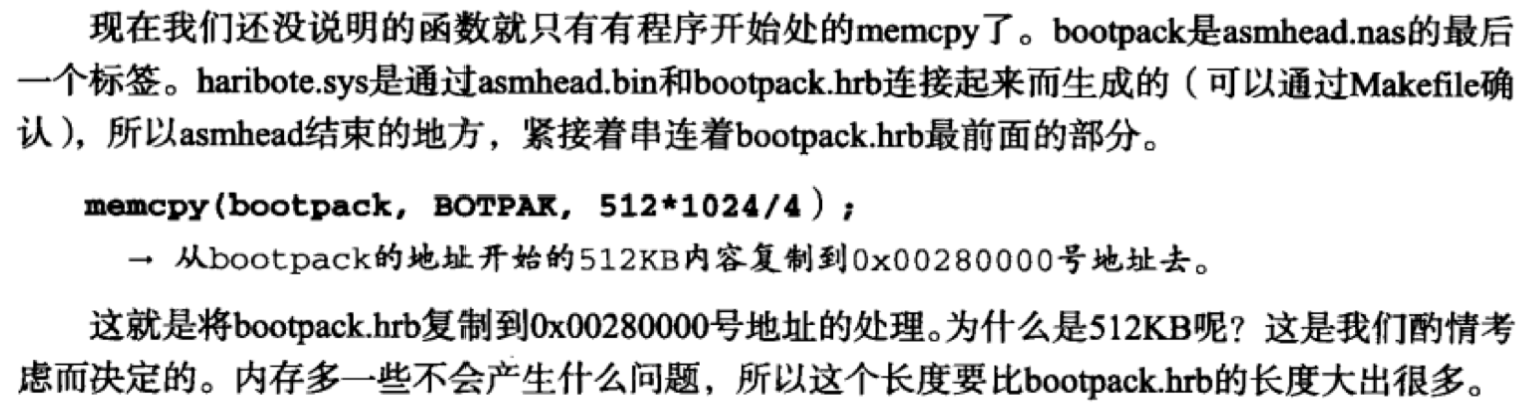 现在我们还没说明的函数就只有有程序开始处的memcpy了。bootpack是asmhead.nas的最后
一个标签。haribote.sys是通过asmhead.bin和bootpack.hrb连接起来而生成的（可以通过Makefile确
认），所以asmhead结束的地方，紧接着串连着bootpack.hrb最前面的部分。
memcpy(bootpack, BOTPAK, 512*1024/4）;
→ 从bootpack的地址开始的512KB内容复制到0x00280000号地址去。
这就是将bootpack.hrb复制到0x00280000号地址的处理。为什么是512KB呢？这是我们酌情考
虑而决定的。内存多一些不会产生什么问题，所以这个长度要比bootpack.hrb的长度大出很多。